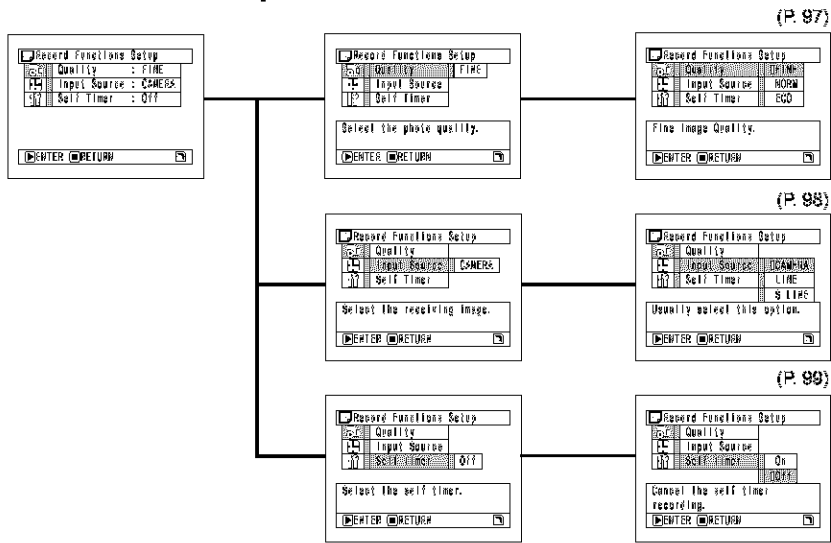 (P. 97)
Record Functions Setup
Quality : FINE
Input Source : CAMERA
Self Timer : Off
ENTER RETURN
Record Functions Setup
Quality FINE
Input Source
Self Timer
Select the photo quality.
ENTER RETURN
Record Functions Setup
Quality FINE
Input Source NORM
Self Timer ECO
Fine Image Quality.
ENTER RETURN
(P. 98)
Record Functions Setup
Quality
Input Source CAMERA
Self Timer
Select the receiving image.
ENTER RETURN
Record Functions Setup
Quality
Input Source CAMERA
Self Timer LINE
S LINE
Usually select this option.
ENTER RETURN
(P. 99)
Record Functions Setup
Quality
Input Source
Self Timer Off
Select the self timer.
ENTER RETURN
Record Functions Setup
Quality
Input Source
Self Timer On
Off
Cancel the self timer
recording.
ENTER RETURN